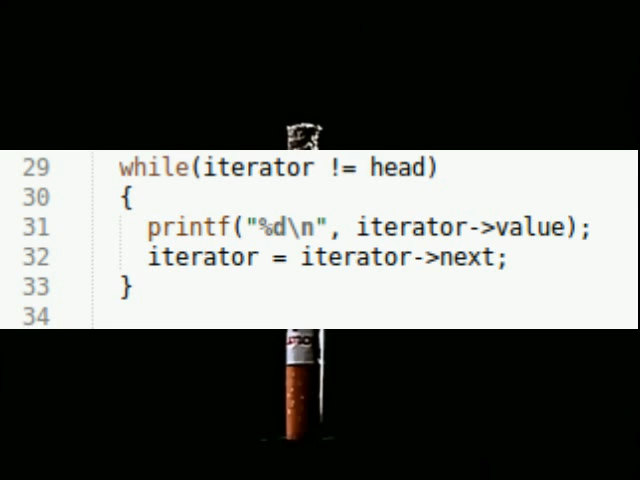 29 while(iterator != head)
30 {
31 printf("%d\n", iterator->value);
32 iterator = iterator->next;
33 }
34